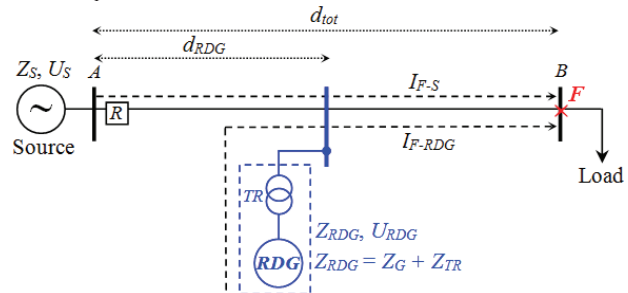 d_tot
d_RDG
Z_S, U_S
A
I_F-S
B
F
R
Source
I_F-RDG
Load
TR
Z_RDG, U_RDG
RDG
Z_RDG = Z_G + Z_TR